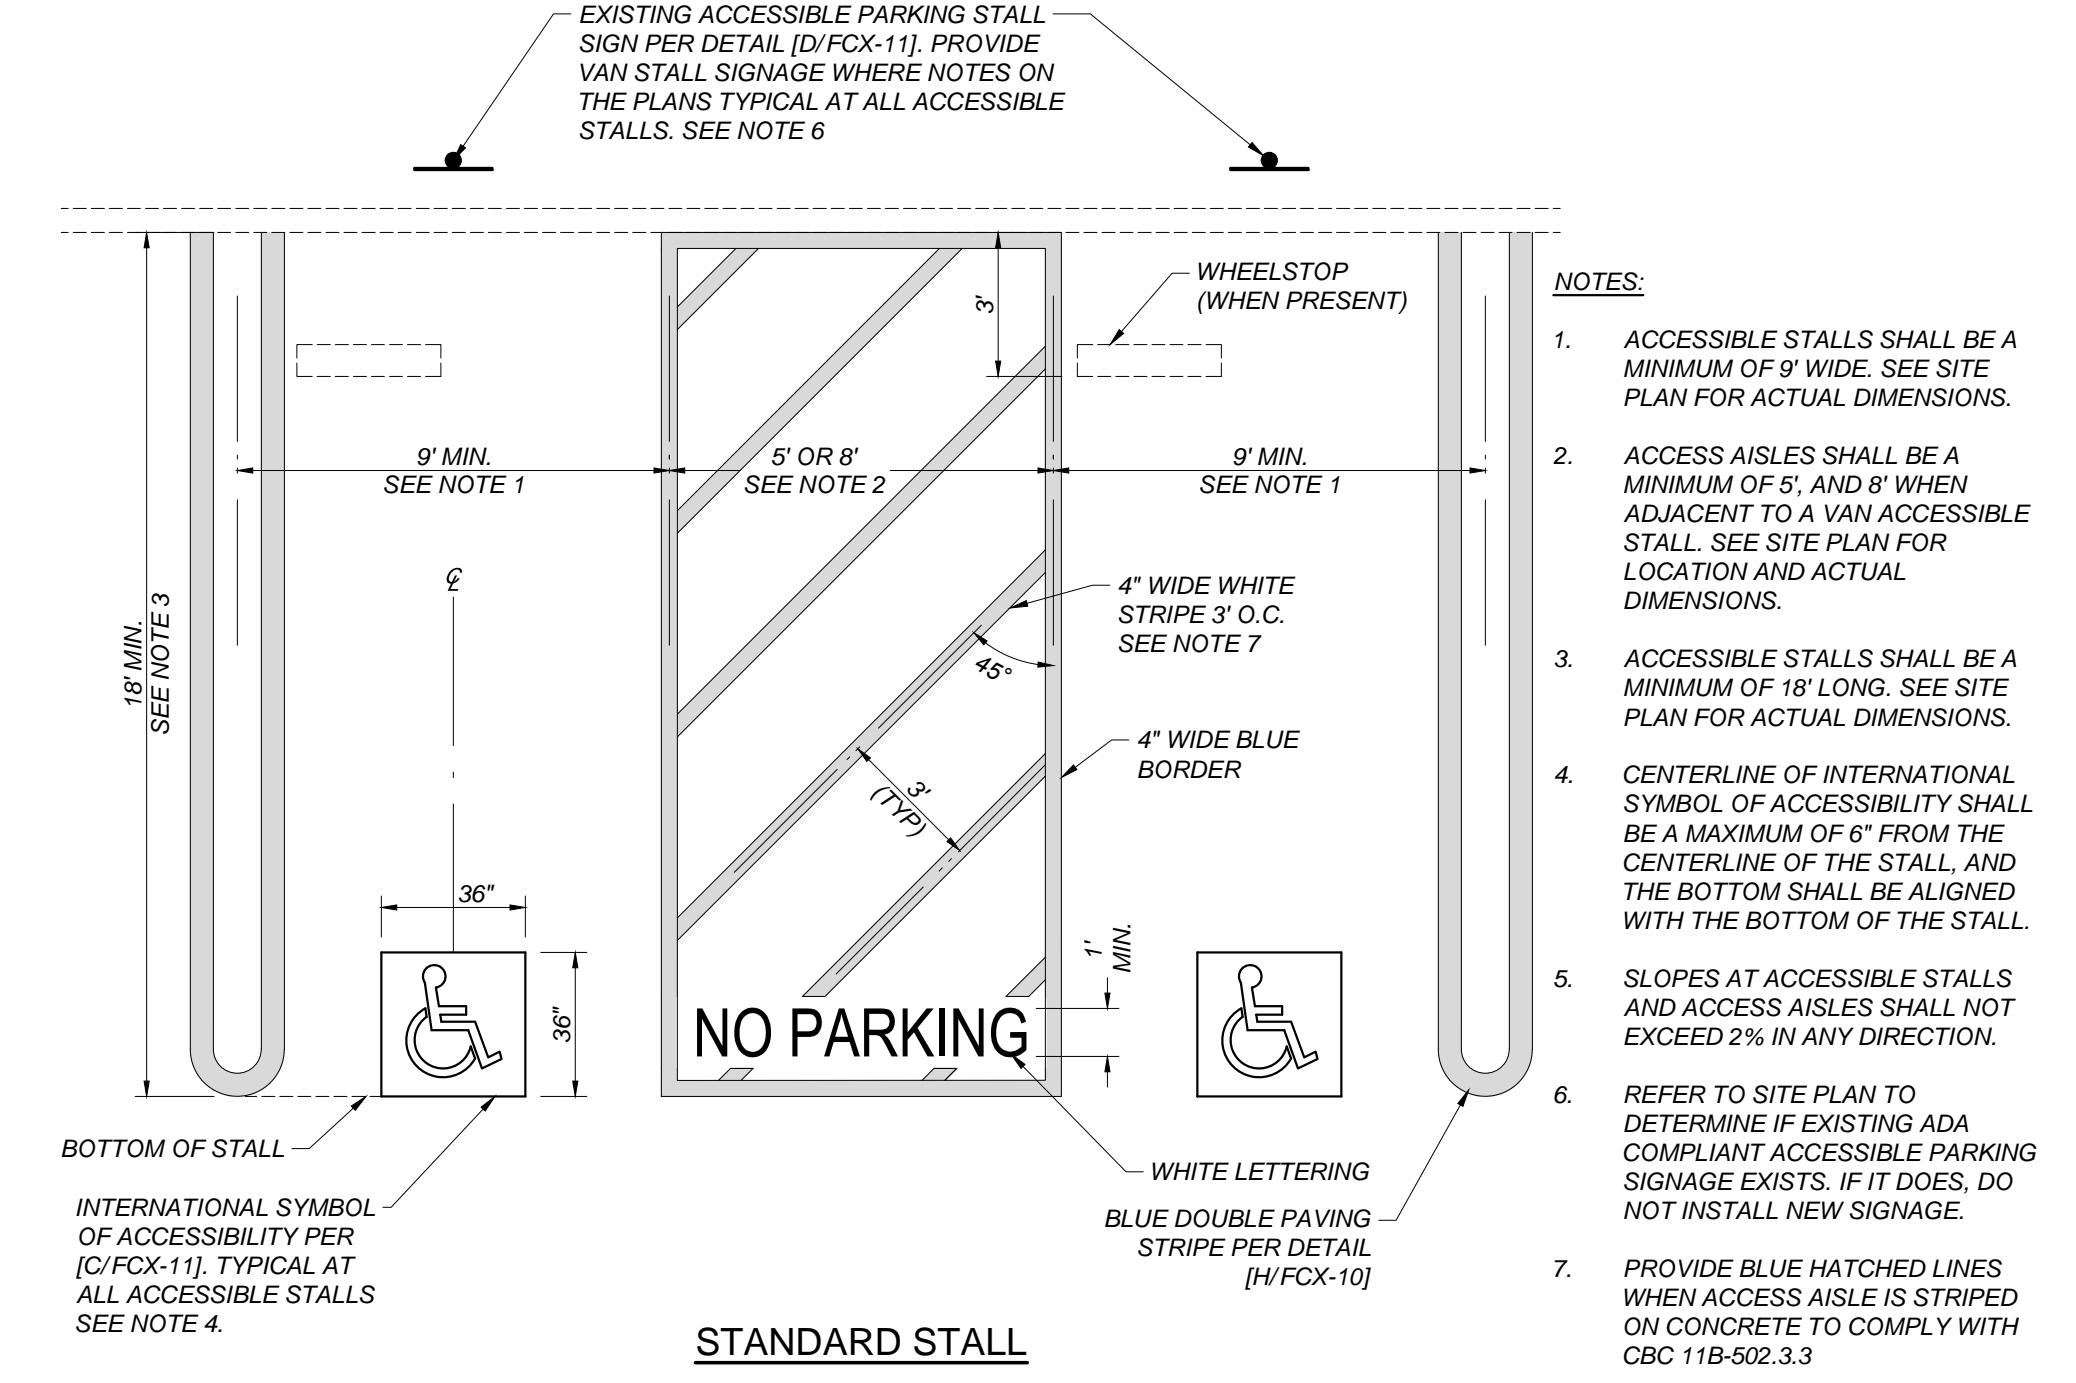 EXISTING ACCESSIBLE PARKING STALL
SIGN PER DETAIL [D/FCX-11]. PROVIDE
VAN STALL SIGNAGE WHERE NOTES ON
THE PLANS TYPICAL AT ALL ACCESSIBLE
STALLS. SEE NOTE 6
WHEELSTOP
(WHEN PRESENT)
3'
9' MIN.
SEE NOTE 1
5' OR 8'
SEE NOTE 2
9' MIN.
SEE NOTE 1
18' MIN.
SEE NOTE 3
℄
4" WIDE WHITE
STRIPE 3' O.C.
SEE NOTE 7
45°
4" WIDE BLUE
BORDER
3'
(TYP)
36"
36"
1'
MIN.
NO PARKING
BOTTOM OF STALL
INTERNATIONAL SYMBOL
OF ACCESSIBILITY PER
[C/FCX-11]. TYPICAL AT
ALL ACCESSIBLE STALLS
SEE NOTE 4.
WHITE LETTERING
BLUE DOUBLE PAVING
STRIPE PER DETAIL
[H/FCX-10]
STANDARD STALL
NOTES:
1. ACCESSIBLE STALLS SHALL BE A
MINIMUM OF 9' WIDE. SEE SITE
PLAN FOR ACTUAL DIMENSIONS.
2. ACCESS AISLES SHALL BE A
MINIMUM OF 5', AND 8' WHEN
ADJACENT TO A VAN ACCESSIBLE
STALL. SEE SITE PLAN FOR
LOCATION AND ACTUAL
DIMENSIONS.
3. ACCESSIBLE STALLS SHALL BE A
MINIMUM OF 18' LONG. SEE SITE
PLAN FOR ACTUAL DIMENSIONS.
4. CENTERLINE OF INTERNATIONAL
SYMBOL OF ACCESSIBILITY SHALL
BE A MAXIMUM OF 6" FROM THE
CENTERLINE OF THE STALL, AND
THE BOTTOM SHALL BE ALIGNED
WITH THE BOTTOM OF THE STALL.
5. SLOPES AT ACCESSIBLE STALLS
AND ACCESS AISLES SHALL NOT
EXCEED 2% IN ANY DIRECTION.
6. REFER TO SITE PLAN TO
DETERMINE IF EXISTING ADA
COMPLIANT ACCESSIBLE PARKING
SIGNAGE EXISTS. IF IT DOES, DO
NOT INSTALL NEW SIGNAGE.
7. PROVIDE BLUE HATCHED LINES
WHEN ACCESS AISLE IS STRIPED
ON CONCRETE TO COMPLY WITH
CBC 11B-502.3.3